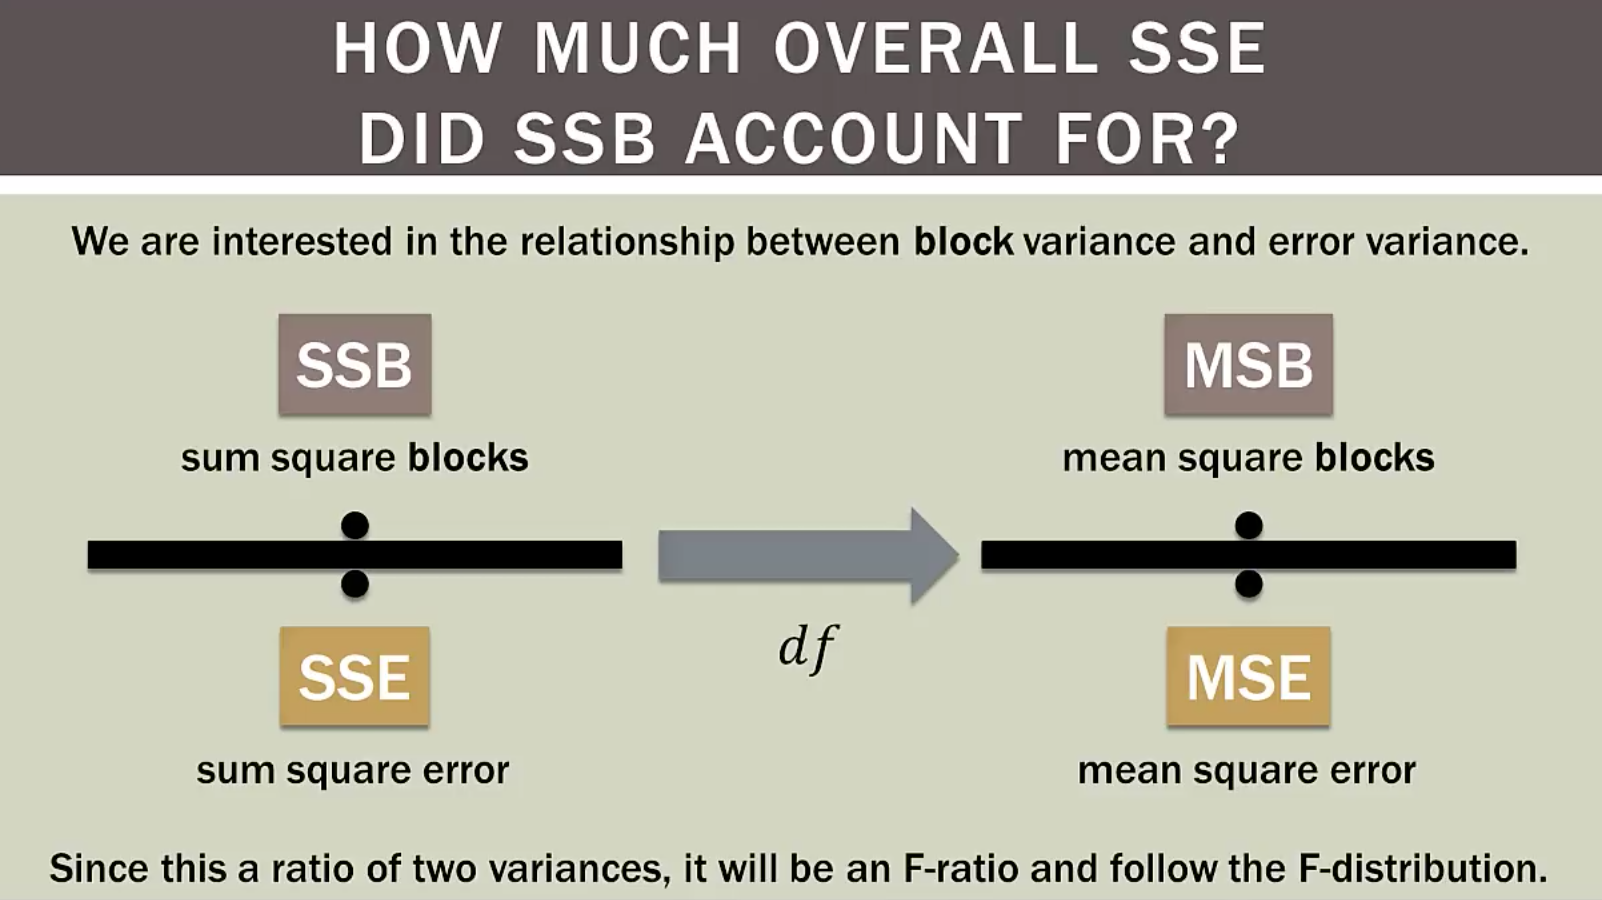 HOW MUCH OVERALL SSE
DID SSB ACCOUNT FOR?
We are interested in the relationship between block variance and error variance.
SSB
sum square blocks
SSE
sum square error
df
MSB
mean square blocks
MSE
mean square error
Since this a ratio of two variances, it will be an F-ratio and follow the F-distribution.